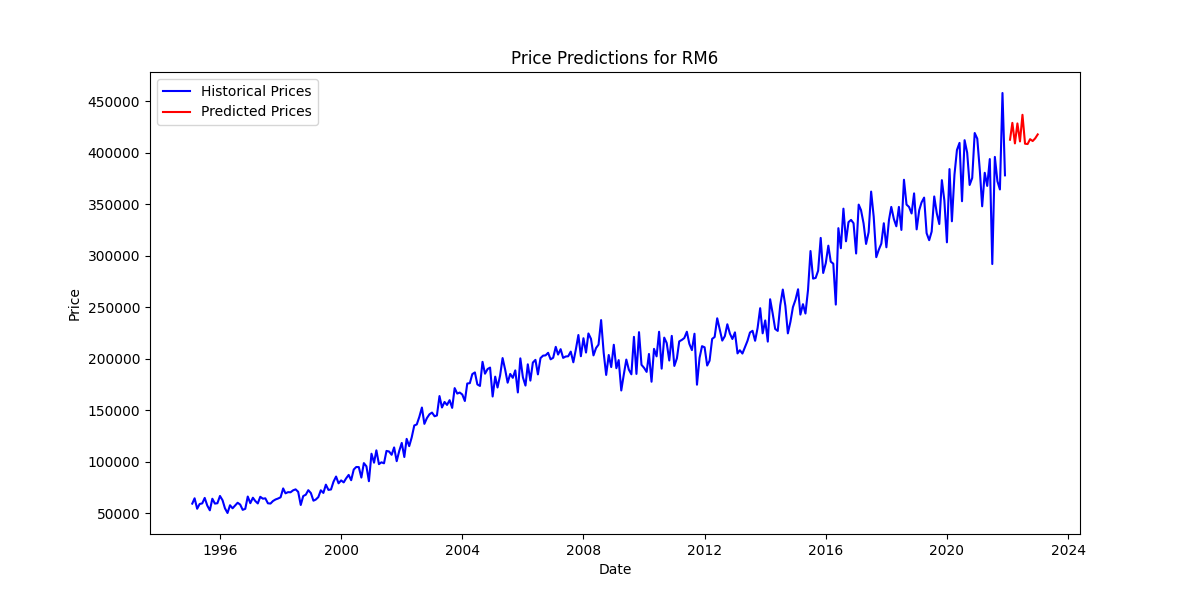 Price Predictions for RM6
Historical Prices
Predicted Prices
450000
400000
350000
300000
250000
200000
150000
100000
50000
Price
1996 2000 2004 2008 2012 2016 2020 2024
Date